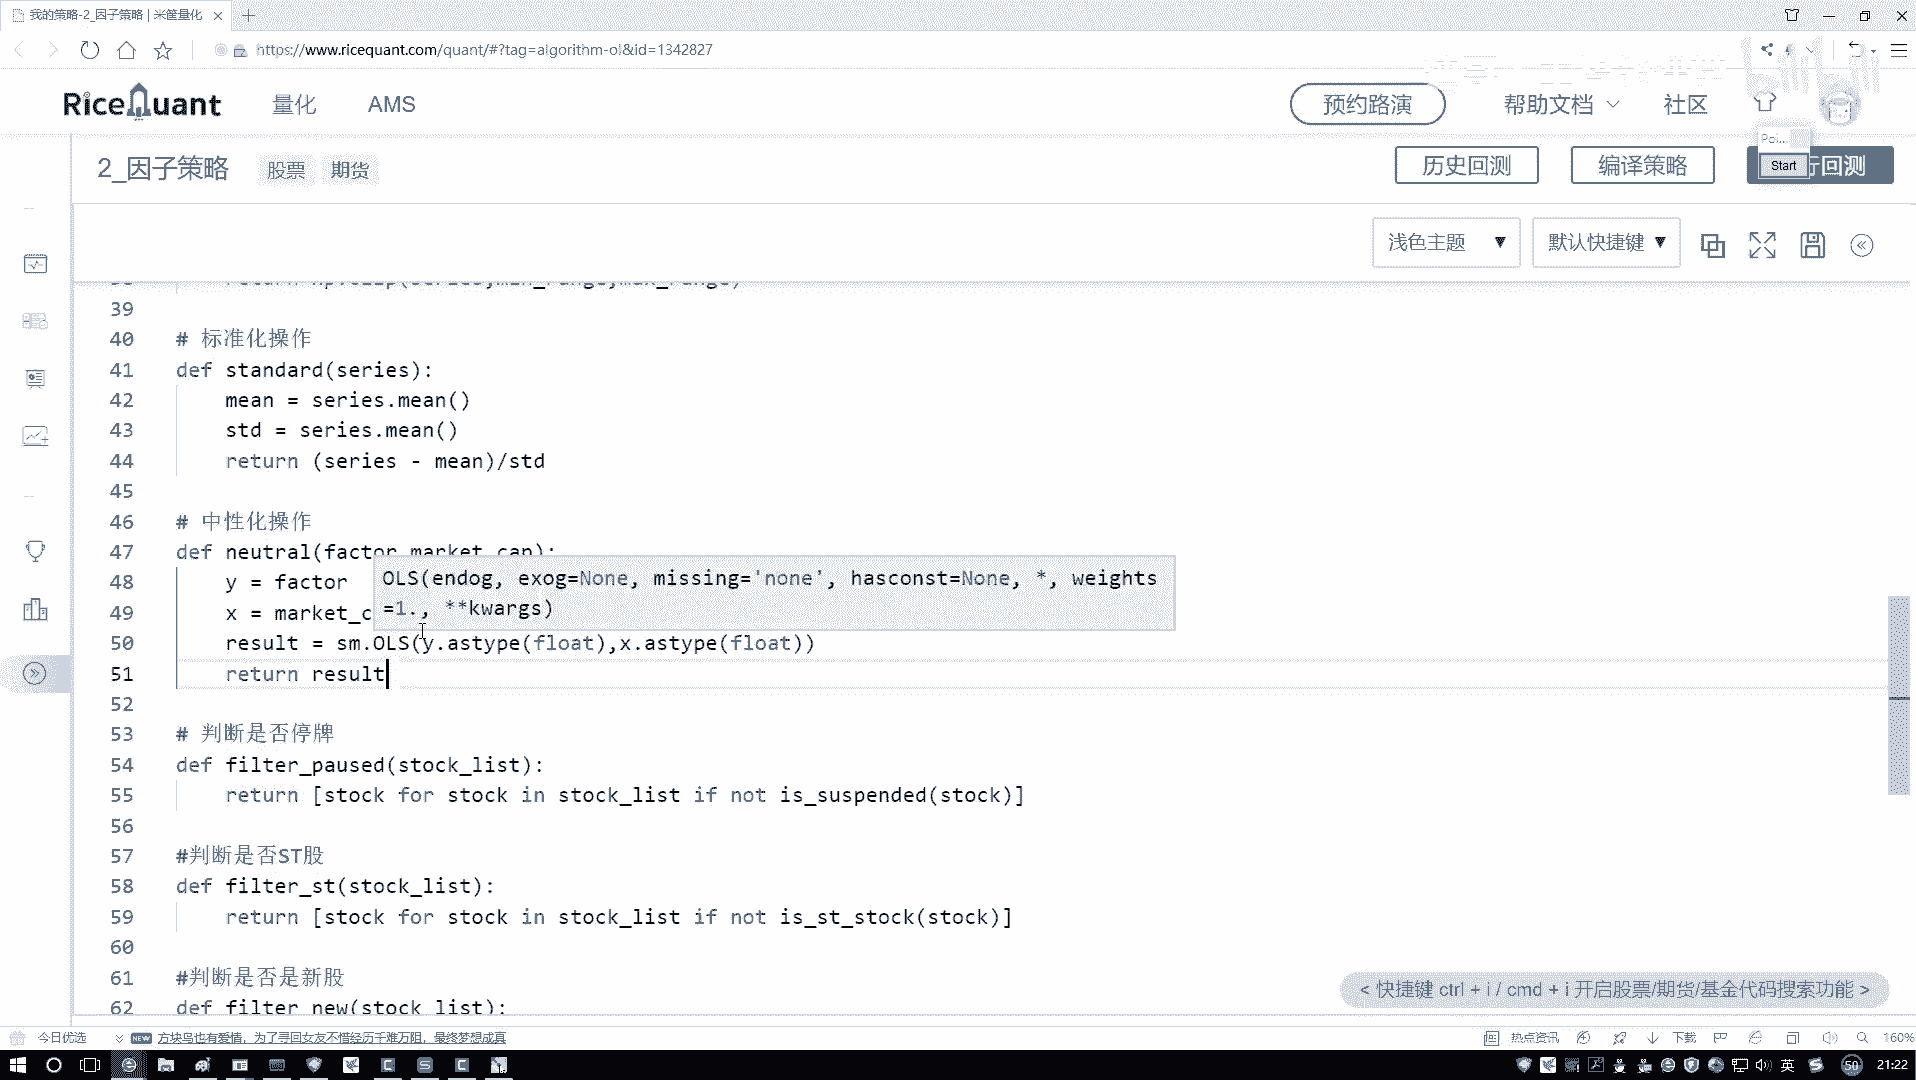 我的策略-2_因子策略 | 米筐量化
https://www.ricequant.com/quant/#?tag=algorithm-ol&id=1342827
RiceQuant 量化 AMS 预约路演 帮助文档 社区
Poi...
2_因子策略 股票 期货 历史回测 编译策略 Start 回测
浅色主题 默认快捷键
39
40 # 标准化操作
41 def standard(series):
42 mean = series.mean()
43 std = series.mean()
44 return (series - mean)/std
45
46 # 中性化操作
47 def neutral(factor,market_cap):
48 y = factor
OLS(endog, exog=None, missing='none', hasconst=None, *, weights
=1., **kwargs)
49 x = market_c
50 result = sm.OLS(y.astype(float),x.astype(float))
51 return result
52
53 # 判断是否停牌
54 def filter_paused(stock_list):
55 return [stock for stock in stock_list if not is_suspended(stock)]
56
57 #判断是否ST股
58 def filter_st(stock_list):
59 return [stock for stock in stock_list if not is_st_stock(stock)]
60
61 #判断是否是新股
62 def filter_new(stock_list):
< 快捷键 ctrl + i / cmd + i 开启股票/期货/基金代码搜索功能 >
今日优选 NEW 方块鸟也有爱情，为了寻回女友不惜经历千难万阻，最终梦想成真 热点资讯 下载 160%
英 50 21:22